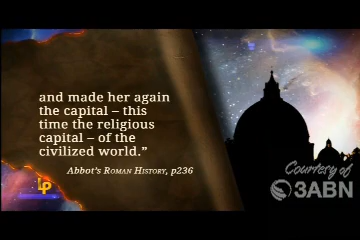 and made her again
the capital – this
time the religious
capital – of the
civilized world.”
Abbot's Roman History, p236
LP
Courtesy of
3ABN